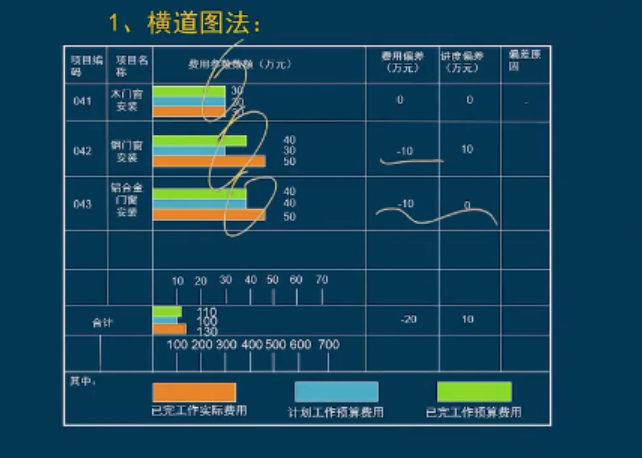 1、横道图法:
项目编码 项目名称 费用参数数额（万元） 费用偏差（万元） 进度偏差（万元） 偏差原因
041 木门窗安装 30 30 30 0 0 -
042 钢门窗安装 40 30 50 -10 10
043 铝合金门窗安装 40 40 50 -10 0
10 20 30 40 50 60 70
合计 110 100 130 -20 10
100 200 300 400 500 600 700
其中:
已完工作实际费用 计划工作预算费用 已完工作预算费用